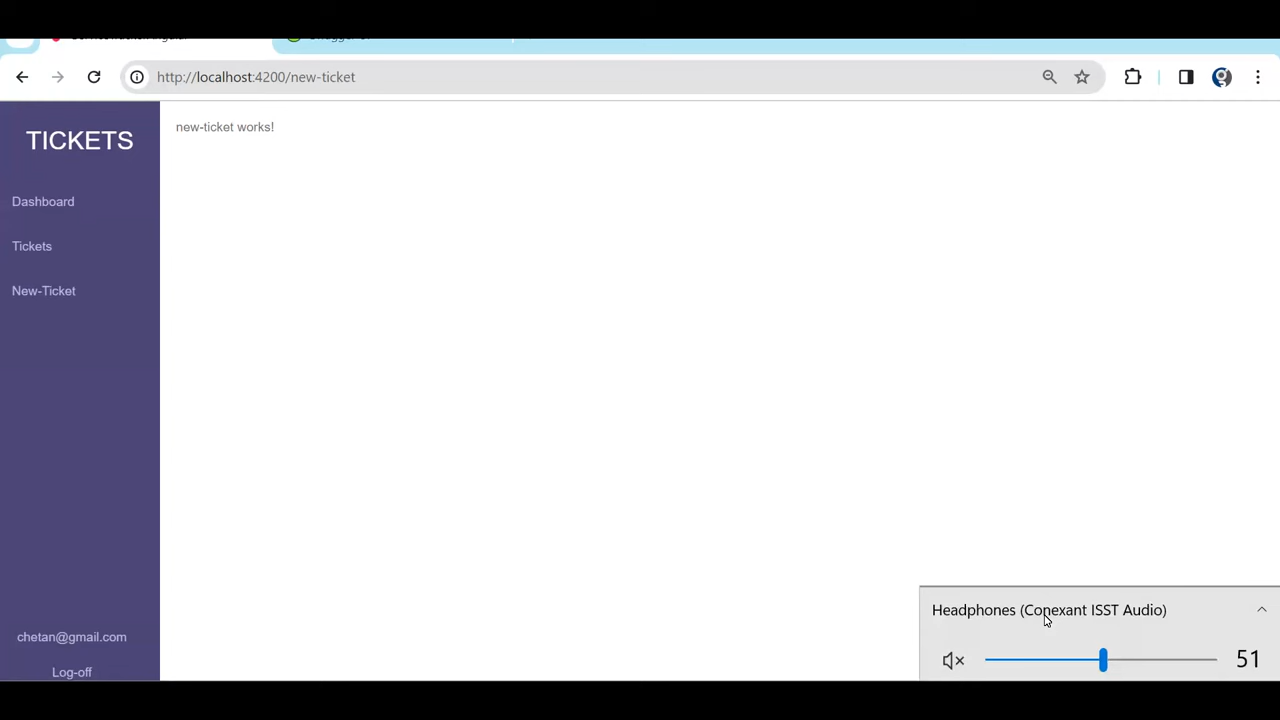 http://localhost:4200/new-ticket
TICKETS
new-ticket works!
Dashboard
Tickets
New-Ticket
chetan@gmail.com
Log-off
Headphones (Conexant ISST Audio)
51